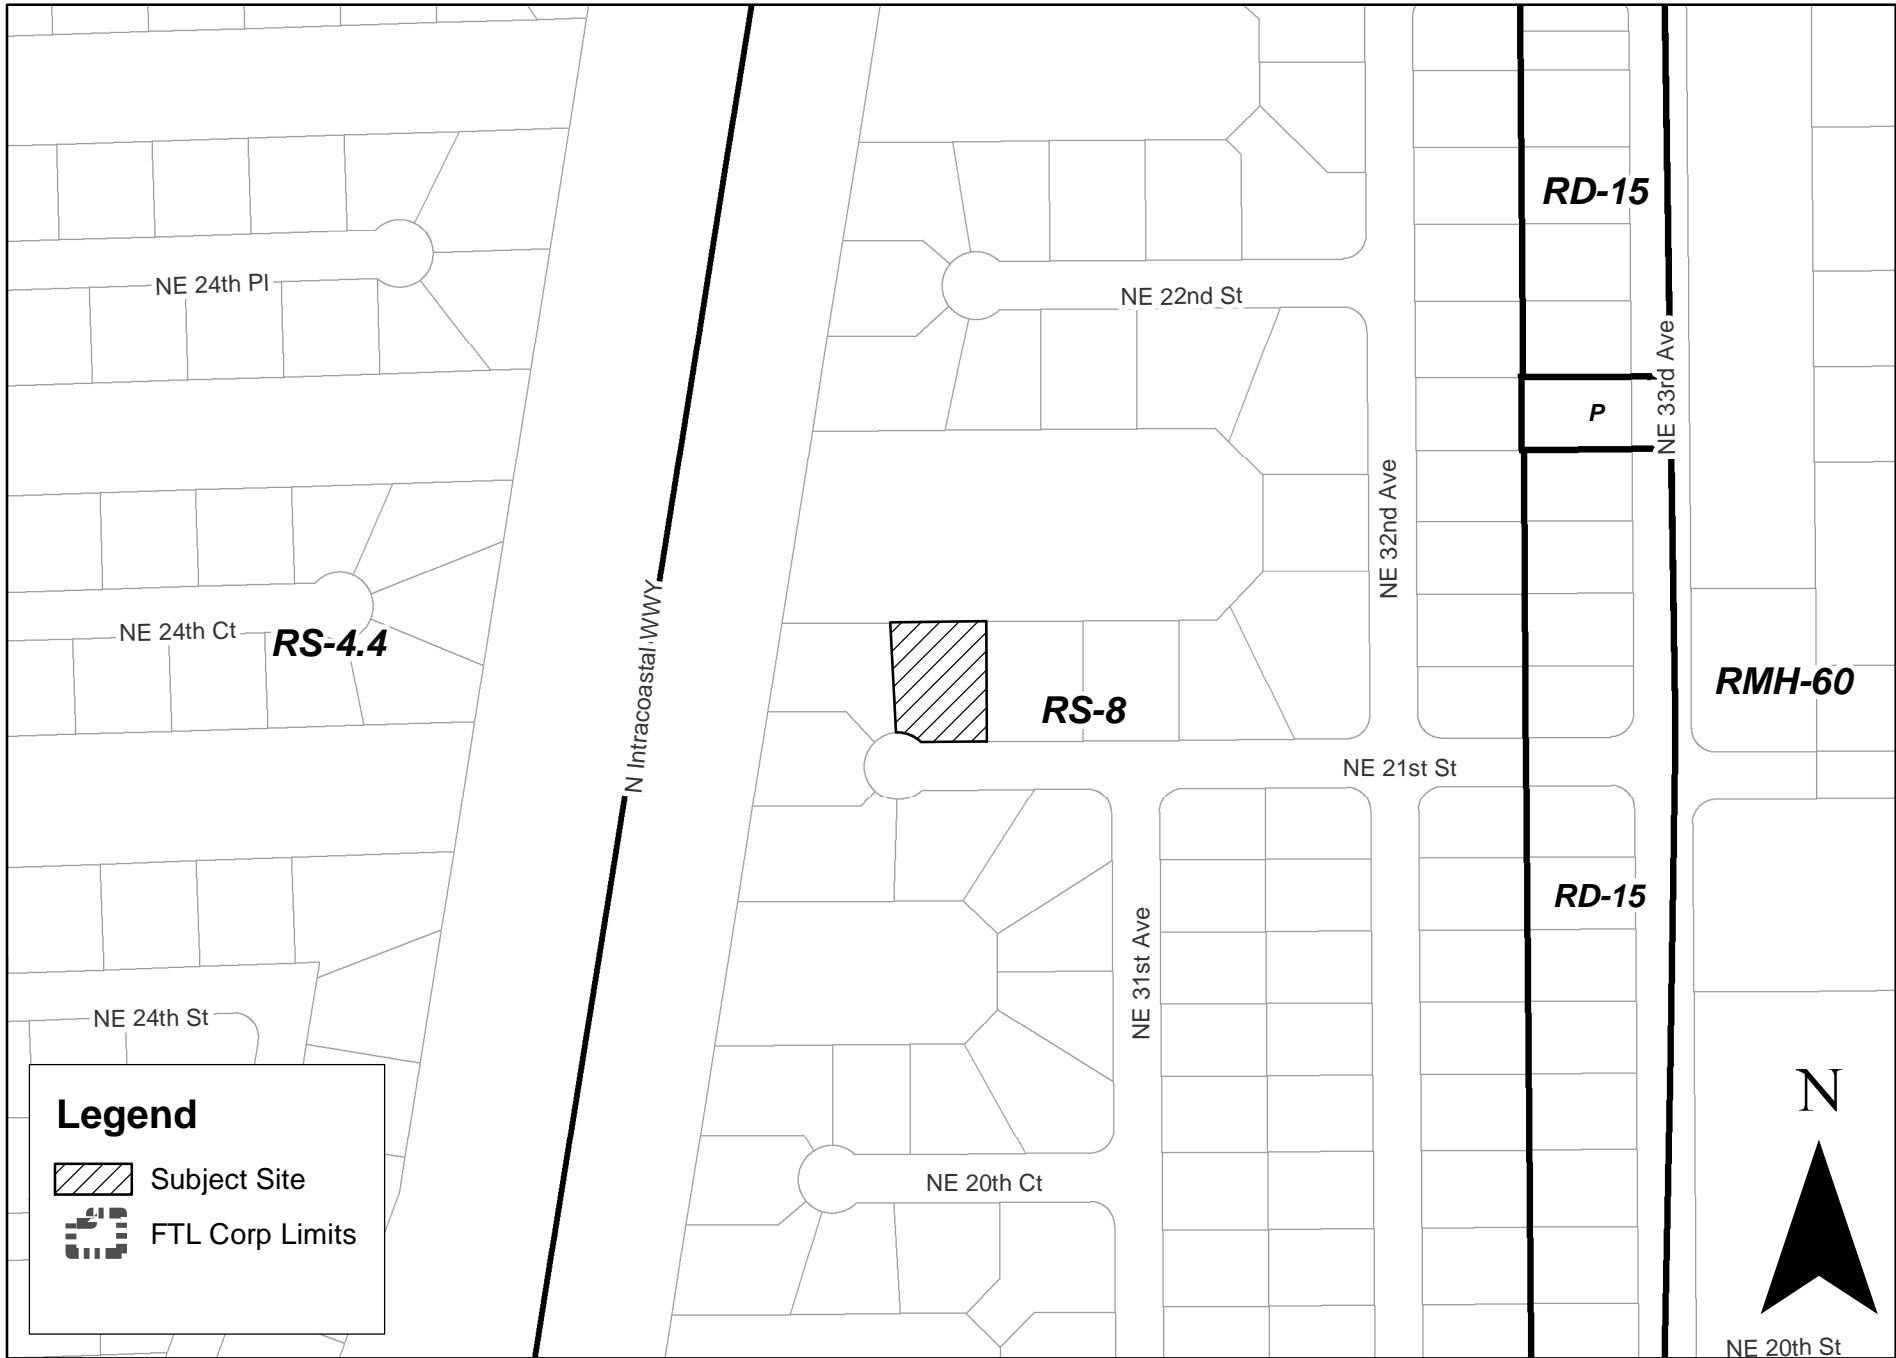 RD-15
NE 24th Pl
NE 22nd St
NE 33rd Ave
P
NE 32nd Ave
N Intracoastal WWY
NE 24th Ct
RS-4.4
RS-8
RMH-60
NE 21st St
RD-15
NE 31st Ave
NE 24th St
Legend
Subject Site
FTL Corp Limits
NE 20th Ct
N
NE 20th St